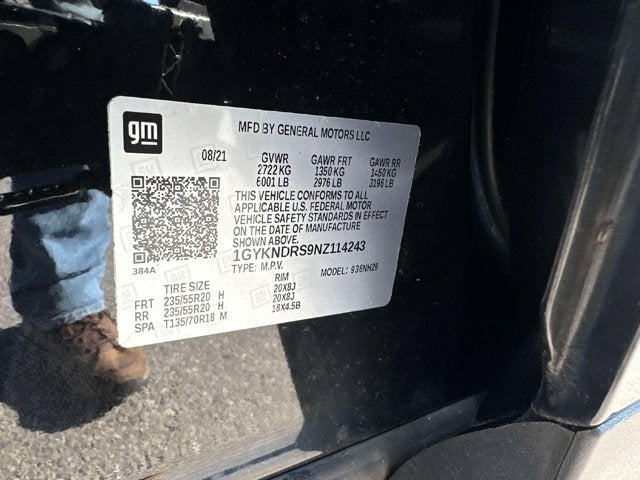 gm
MFD BY GENERAL MOTORS LLC
08/21 GVWR GAWR FRT GAWR RR
2722 KG 1350 KG 1450 KG
6001 LB 2976 LB 3196 LB
THIS VEHICLE CONFORMS TO ALL
APPLICABLE U.S. FEDERAL MOTOR
VEHICLE SAFETY STANDARDS IN EFFECT
ON THE DATE OF MANUFACTURE
SHOWN ABOVE.
1GYKNDRS9NZ114243
384A TYPE: M.P.V. MODEL: 936NH26
TIRE SIZE RIM
FRT 235/55R20 H 20X8J
RR 235/55R20 H 20X8J
SPA T135/70R18 M 18X4.5B